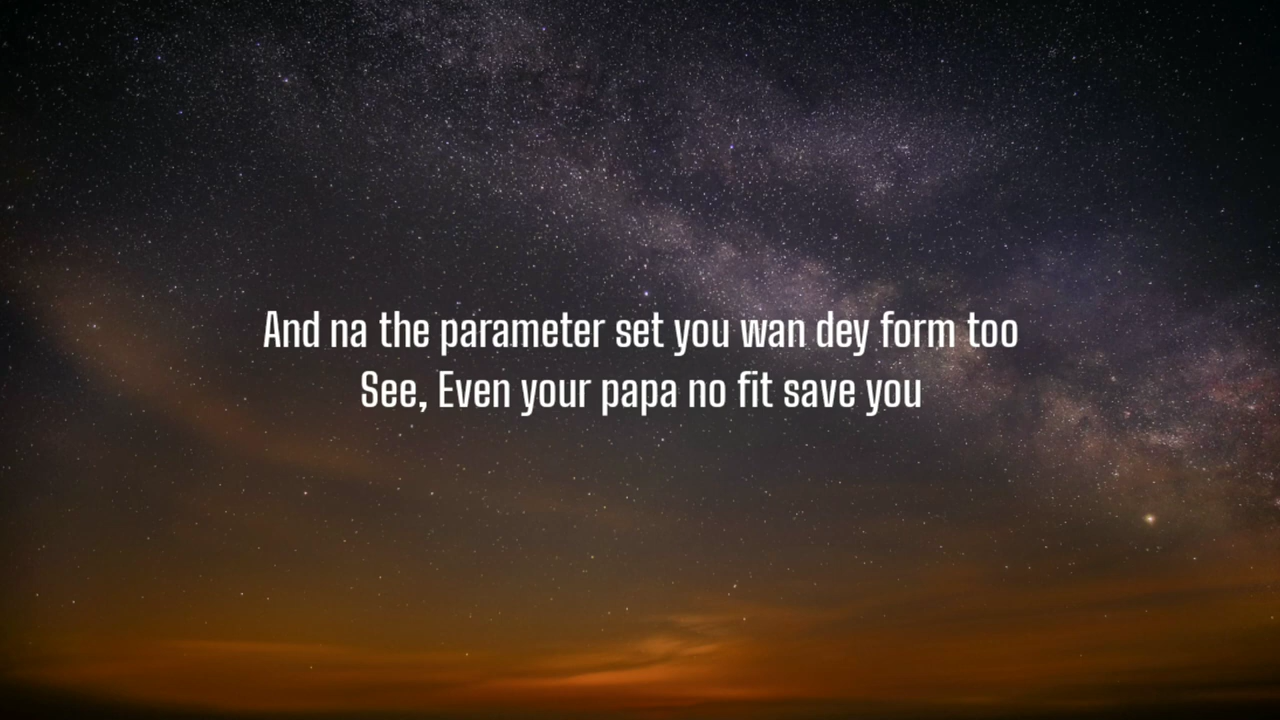 And na the parameter set you wan dey form too
See, Even your papa no fit save you